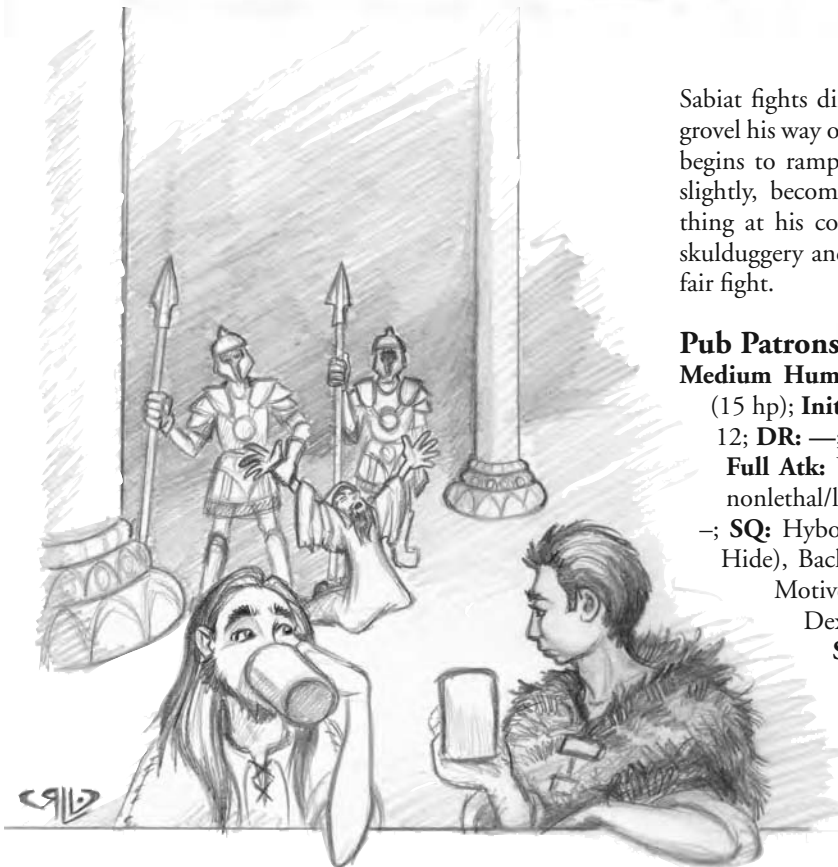 Sabiat fights di
grovel his way o
begins to ramp
slightly, becom
thing at his co
skulduggery and
fair fight.
Pub Patrons
Medium Hum
(15 hp); Init
12; DR: —;
Full Atk:
nonlethal/l
–; SQ: Hybo
Hide), Back
Motiv
Dex
S